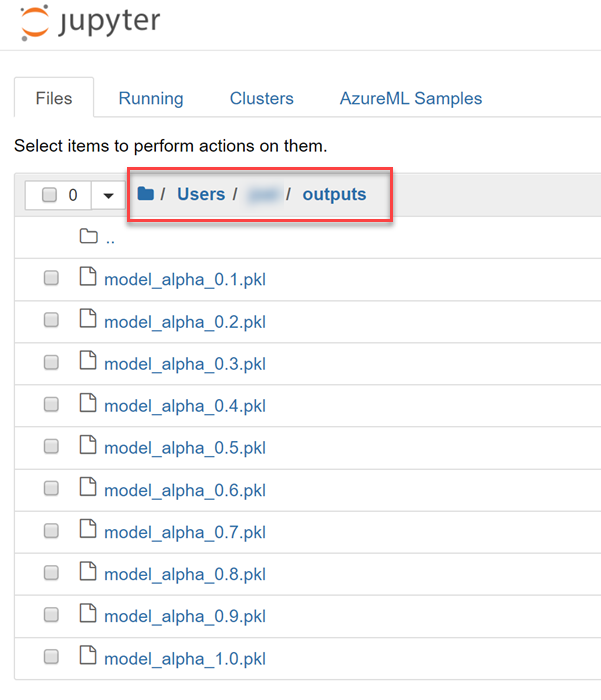 jupyter
Files Running Clusters AzureML Samples
Select items to perform actions on them.
0 / Users / / outputs
..
model_alpha_0.1.pkl
model_alpha_0.2.pkl
model_alpha_0.3.pkl
model_alpha_0.4.pkl
model_alpha_0.5.pkl
model_alpha_0.6.pkl
model_alpha_0.7.pkl
model_alpha_0.8.pkl
model_alpha_0.9.pkl
model_alpha_1.0.pkl